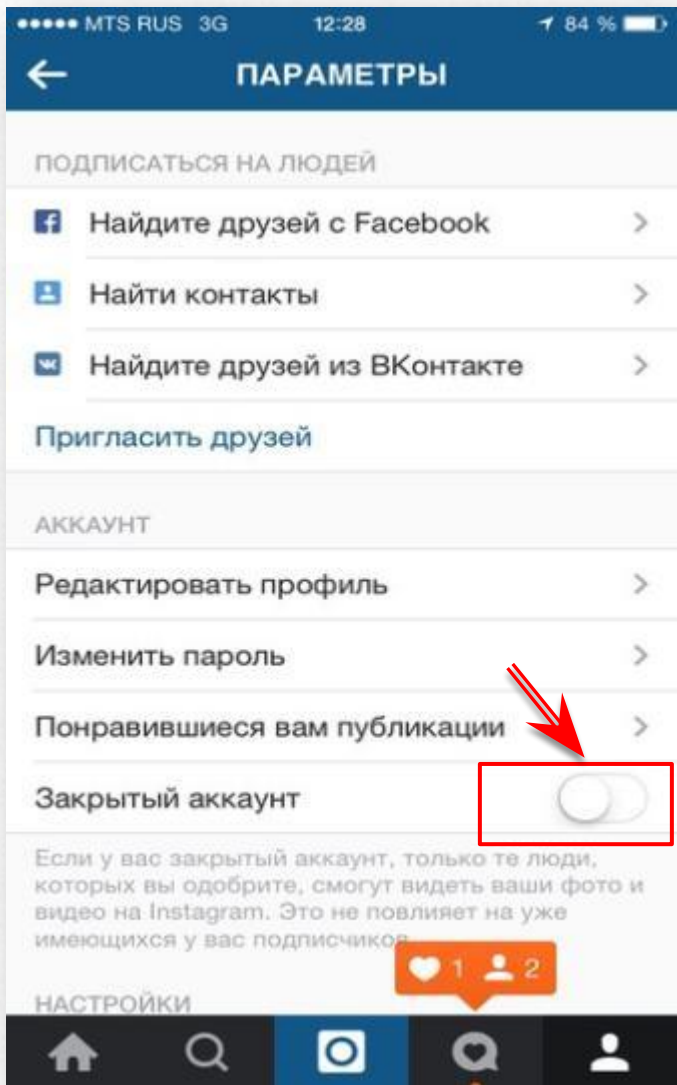 MTS RUS 3G 12:28 84 %
ПАРАМЕТРЫ
ПОДПИСАТЬСЯ НА ЛЮДЕЙ
Найдите друзей с Facebook
Найти контакты
Найдите друзей из ВКонтакте
Пригласить друзей
АККАУНТ
Редактировать профиль
Изменить пароль
Понравившиеся вам публикации
Закрытый аккаунт
Если у вас закрытый аккаунт, только те люди,
которых вы одобрите, смогут видеть ваши фото и
видео на Instagram. Это не повлияет на уже
имеющихся у вас подписчиков.
1 2
НАСТРОЙКИ